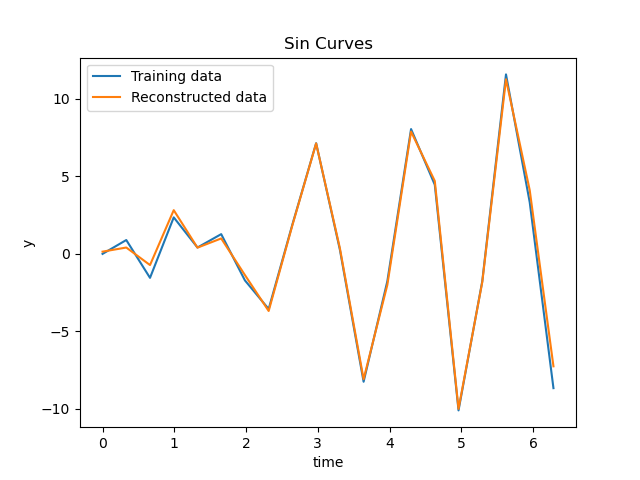 Sin Curves
Training data
Reconstructed data
10
5
0
−5
−10
y
0 1 2 3 4 5 6
time